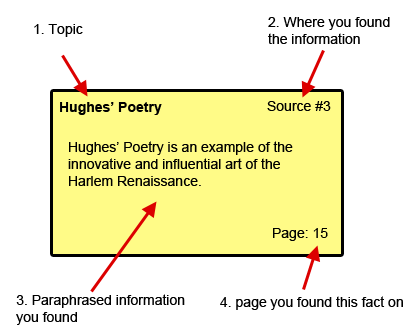 1. Topic
2. Where you found
the information
Hughes' Poetry
Source #3
Hughes' Poetry is an example of the
innovative and influential art of the
Harlem Renaissance.
Page: 15
3. Paraphrased information
you found
4. page you found this fact on